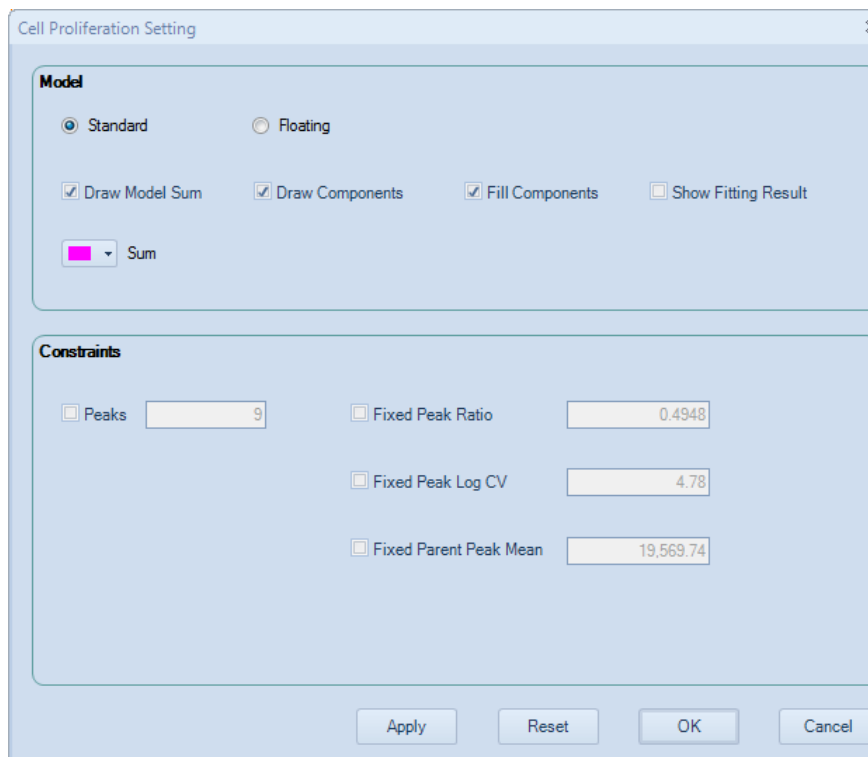 Cell Proliferation Setting
Model
Standard Floating
Draw Model Sum Draw Components Fill Components Show Fitting Result
Sum
Constraints
Peaks 9 Fixed Peak Ratio 0.4948
Fixed Peak Log CV 4.78
Fixed Parent Peak Mean 19,569.74
Apply Reset OK Cancel